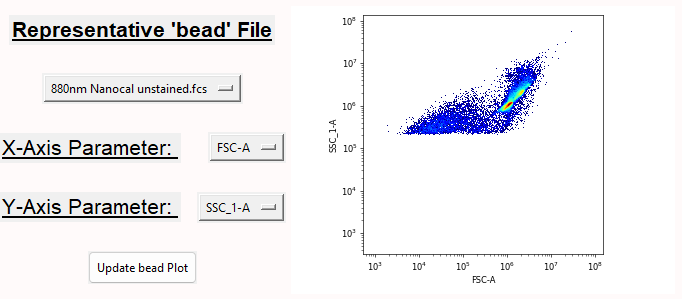 Representative 'bead' File
880nm Nanocal unstained.fcs
X-Axis Parameter:
FSC-A
Y-Axis Parameter:
SSC_1-A
Update bead Plot
10^8
10^7
10^6
10^5
10^4
10^3
SSC_1-A
10^3 10^4 10^5 10^6 10^7 10^8
FSC-A